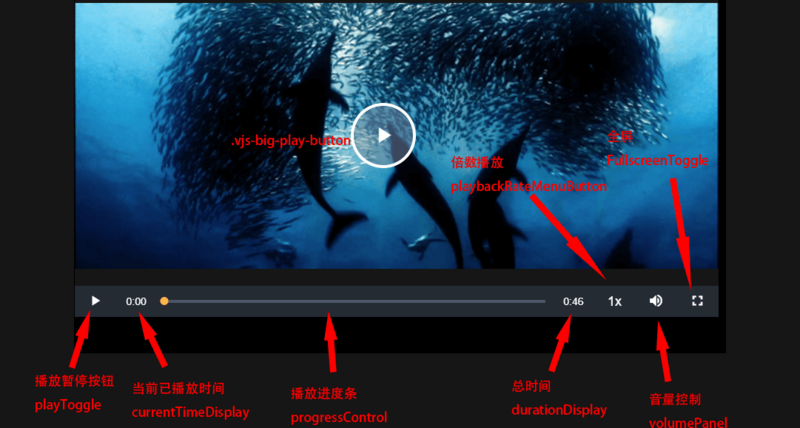 .vjs-big-play-button
全屏
FullscreenToggle
倍数播放
playbackRateMenuButton
0:00
0:46
1x
播放暂停按钮
playToggle
当前已播放时间
currentTimeDisplay
播放进度条
progressControl
总时间
durationDisplay
音量控制
volumePanel